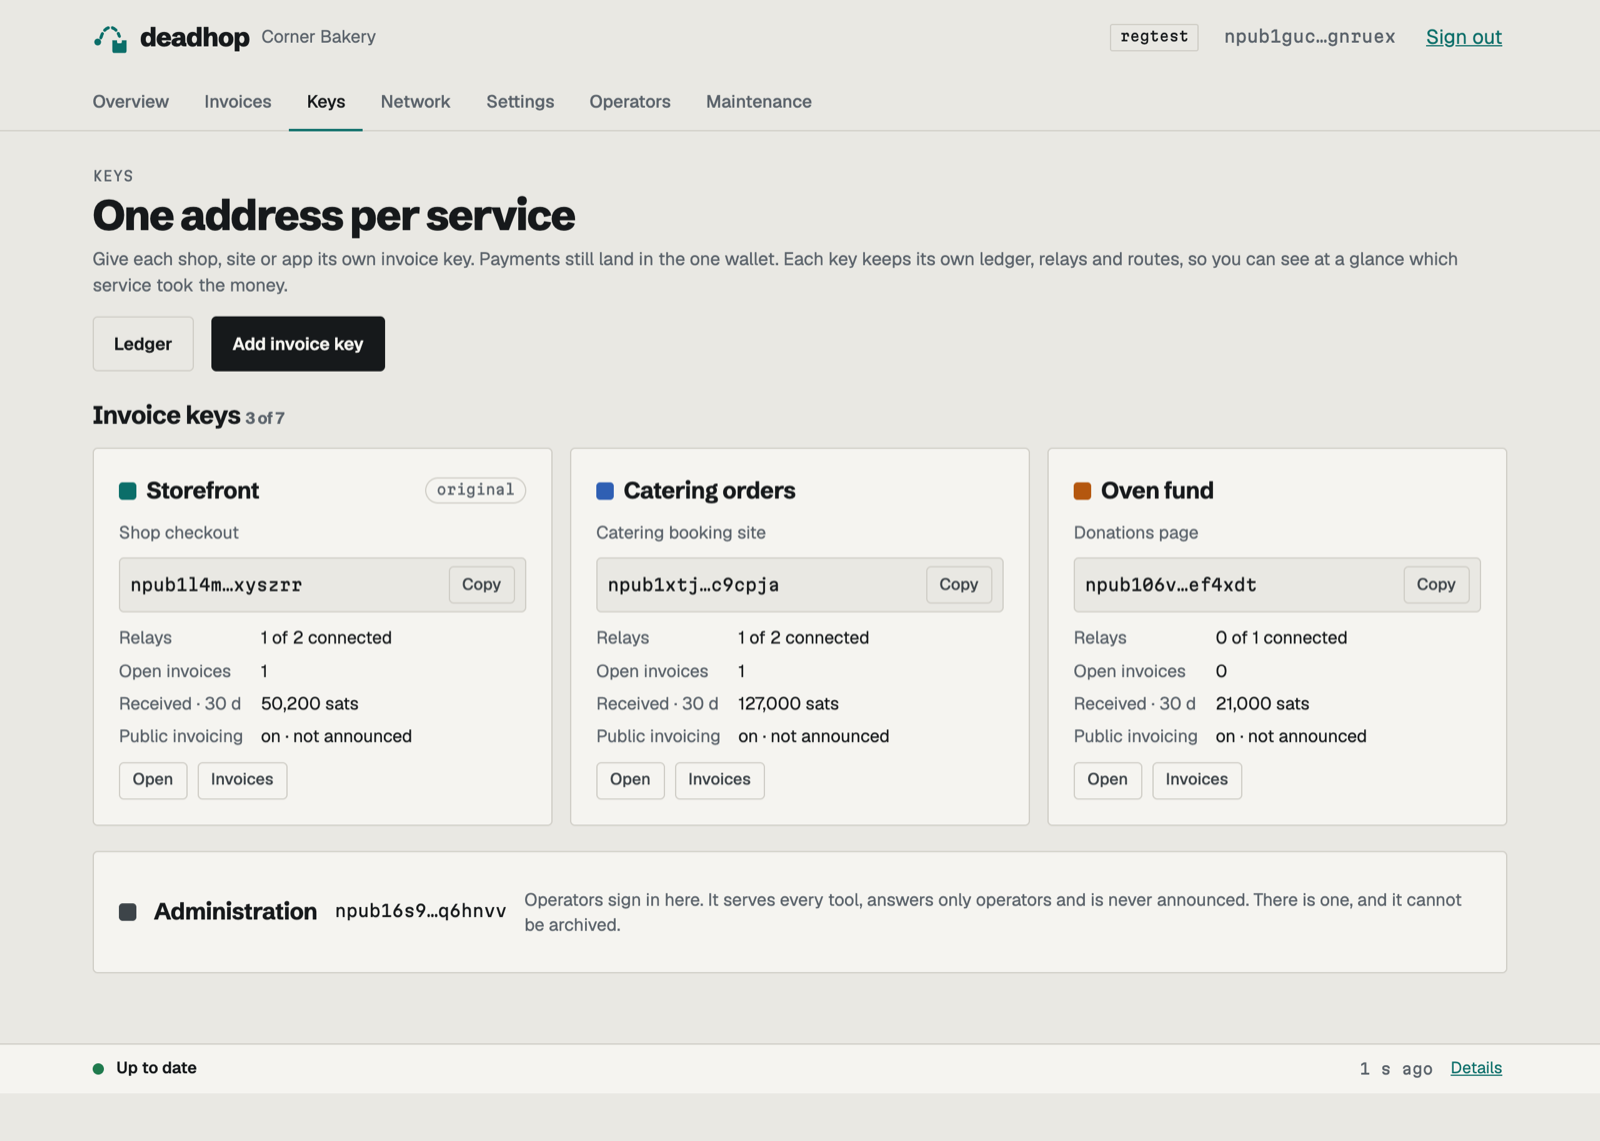 deadhop Corner Bakery regtest npub1guc…gnruex Sign out
Overview Invoices Keys Network Settings Operators Maintenance
KEYS
One address per service
Give each shop, site or app its own invoice key. Payments still land in the one wallet. Each key keeps its own ledger, relays and routes, so you can see at a glance which
service took the money.
Ledger Add invoice key
Invoice keys 3 of 7
Storefront original
Shop checkout
npub1l4m…xyszrr Copy
Relays 1 of 2 connected
Open invoices 1
Received · 30 d 50,200 sats
Public invoicing on · not announced
Open Invoices
Catering orders
Catering booking site
npub1xtj…c9cpja Copy
Relays 1 of 2 connected
Open invoices 1
Received · 30 d 127,000 sats
Public invoicing on · not announced
Open Invoices
Oven fund
Donations page
npub106v…ef4xdt Copy
Relays 0 of 1 connected
Open invoices 0
Received · 30 d 21,000 sats
Public invoicing on · not announced
Open Invoices
Administration npub16s9…q6hnvv
Operators sign in here. It serves every tool, answers only operators and is never announced. There is one, and it cannot
be archived.
Up to date 1 s ago Details